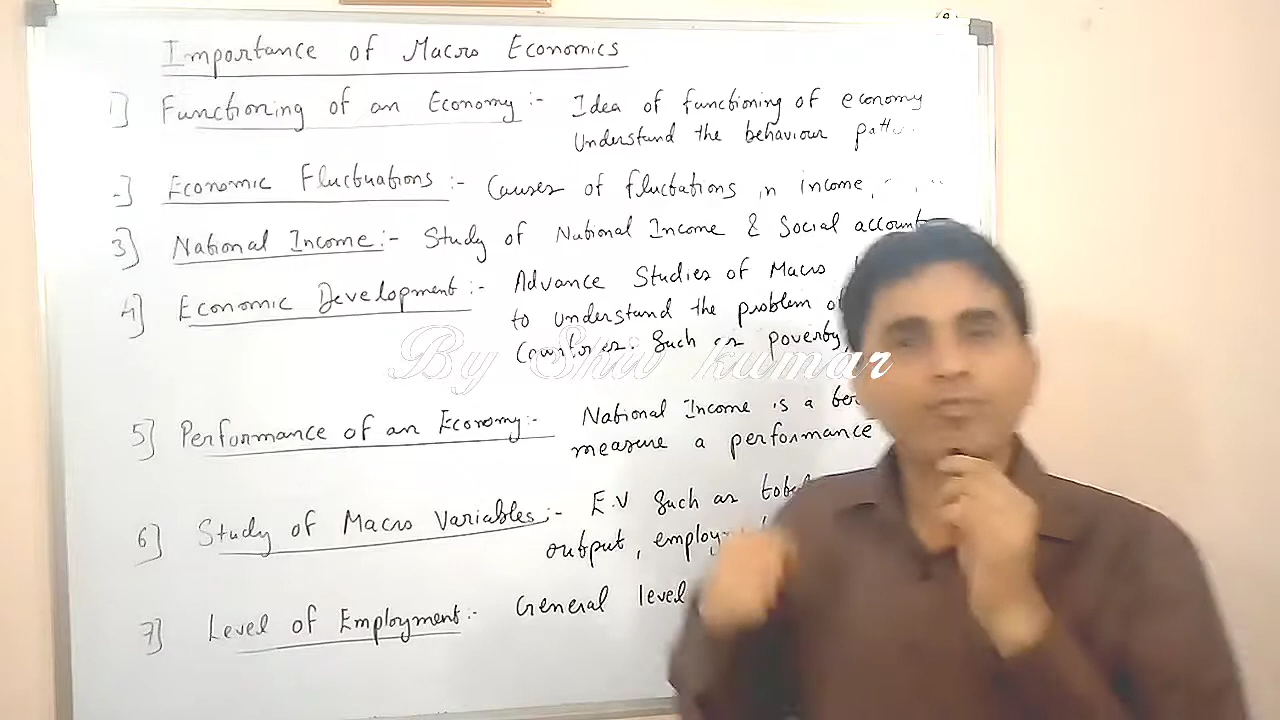 Importance of Macro Economics
1] Functioning of an Economy :- Idea of functioning of economy
Understand the behaviour
2] Economic Fluctuations :- Causes of fluctations in income,
3] National Income :- Study of National Income & Social account
4] Economic Development :- Advance Studies of Macro
to understand the problem of
Such as poverty,
By Shiv kumar
5] Performance of an Economy :- National Income is a
measure a performance
6] Study of Macro Variables :- E.V Such as
output, employ
7] Level of Employment :- General level